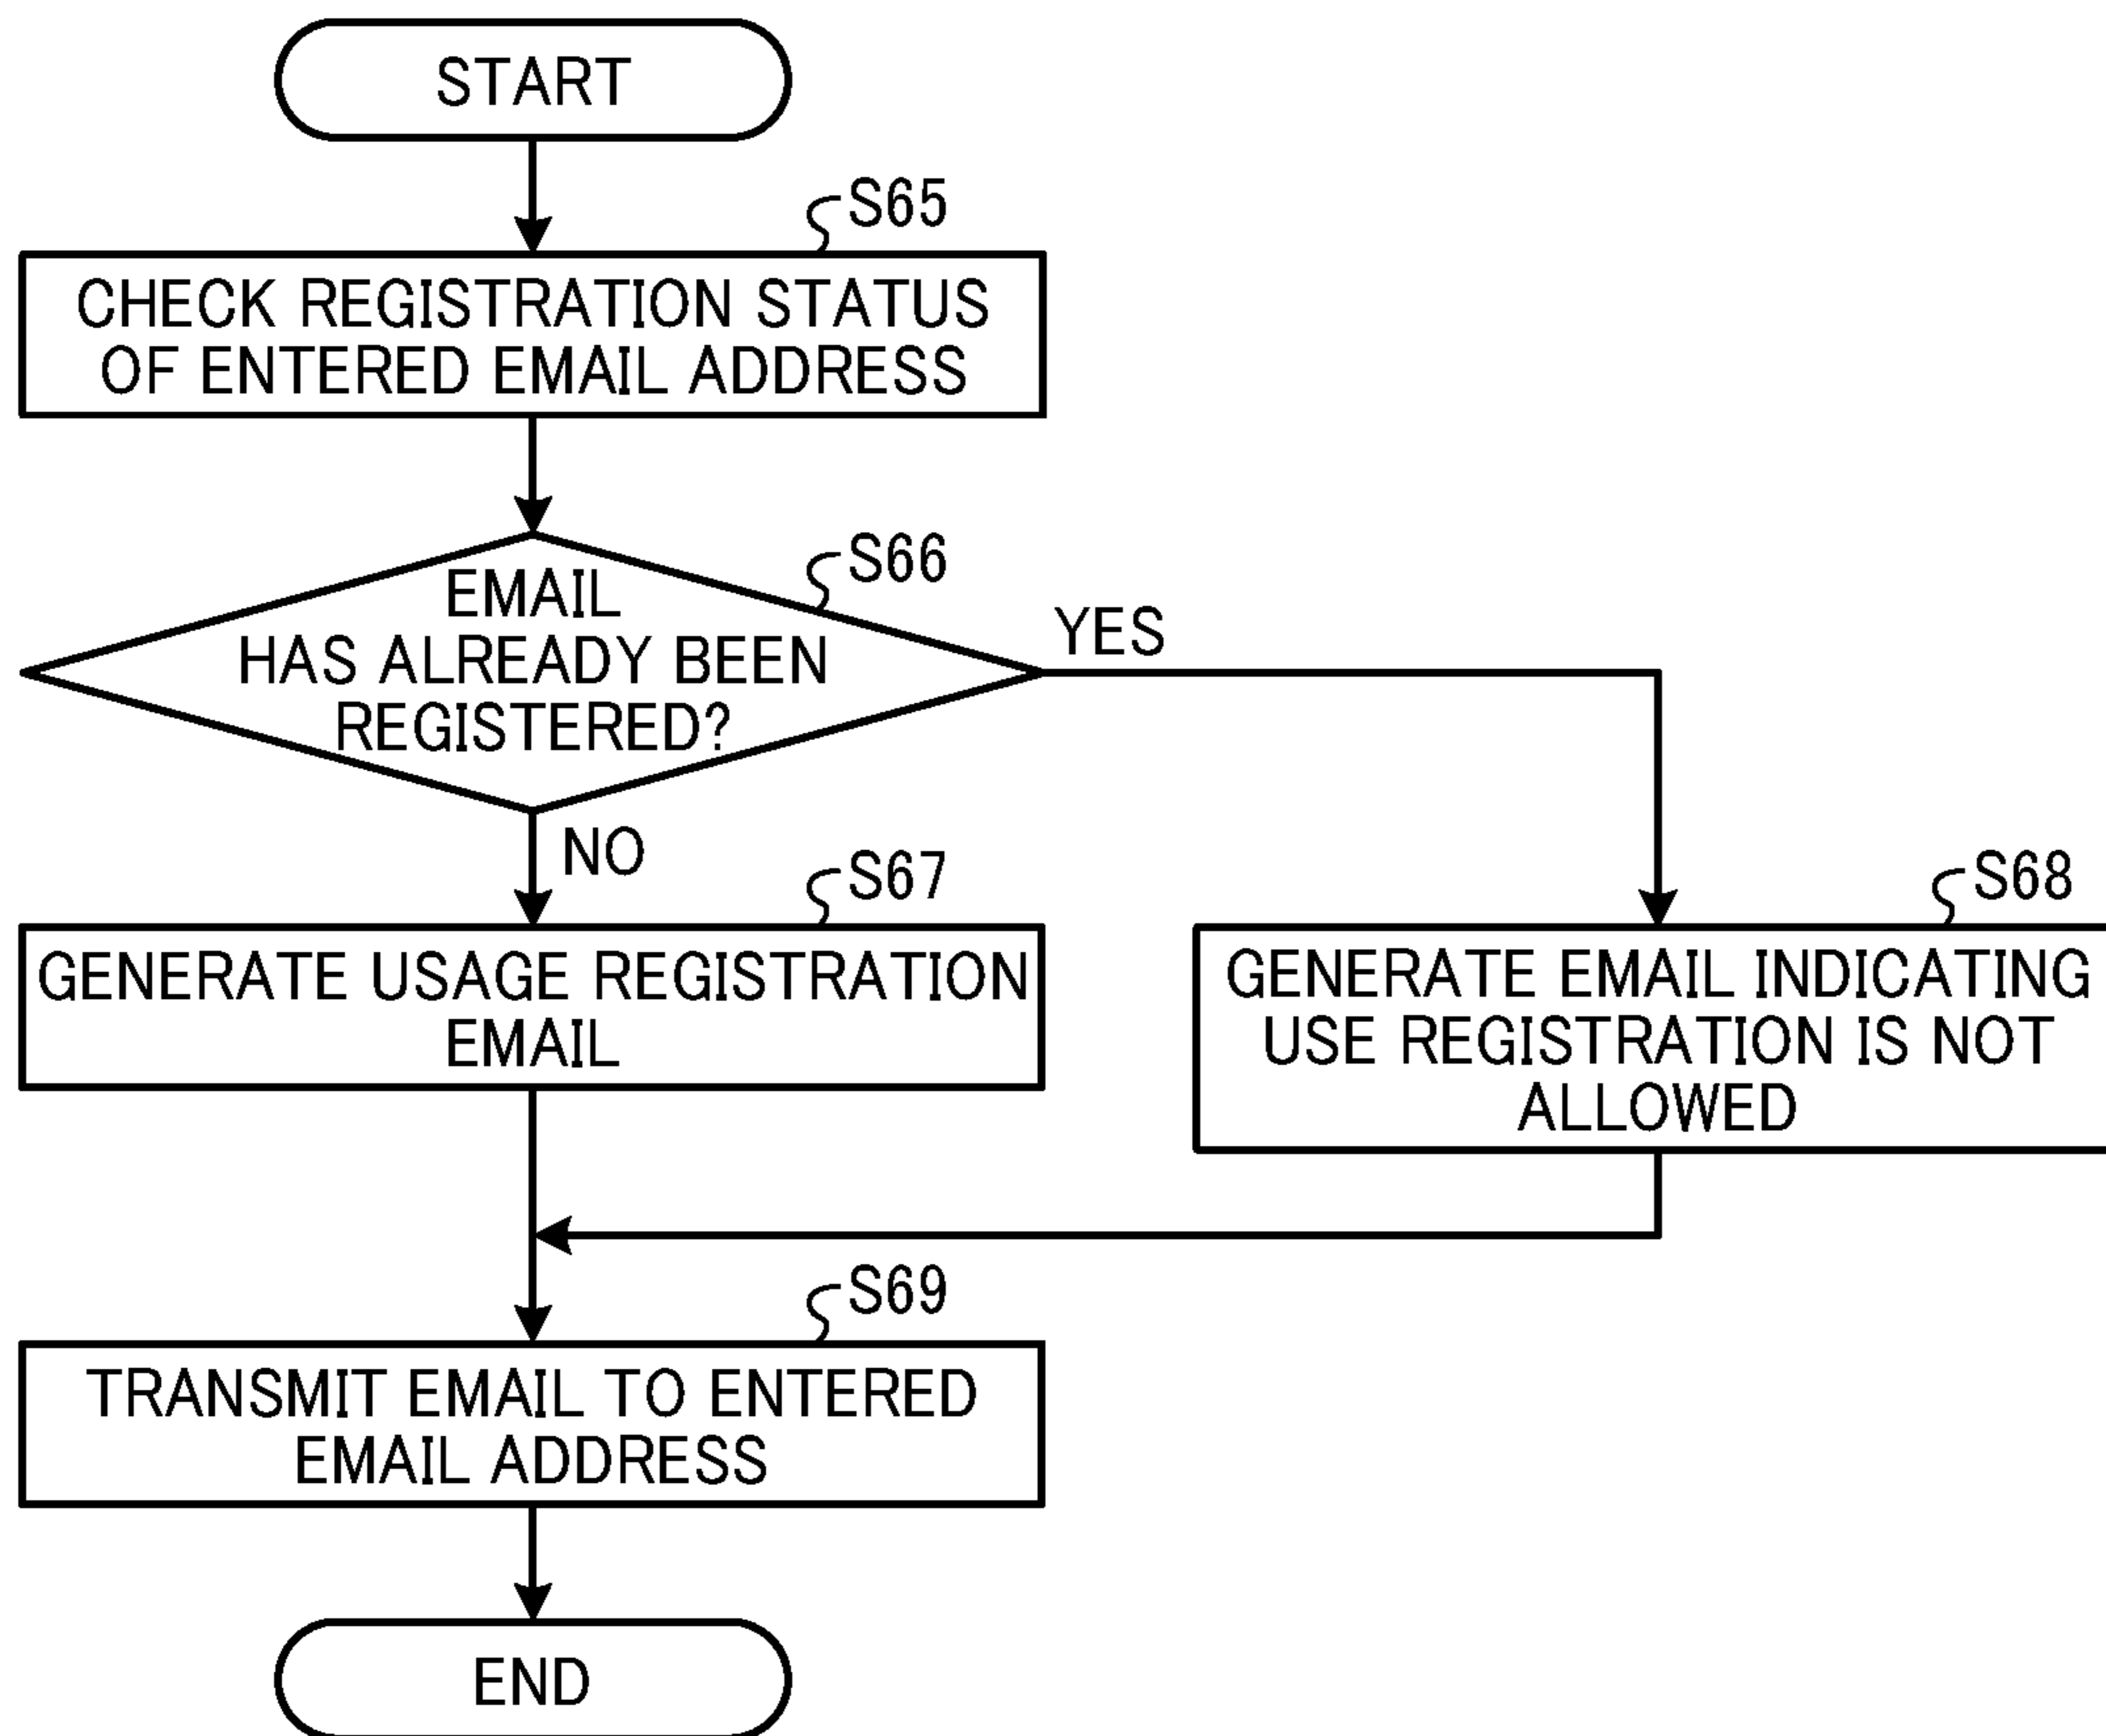 START
S65
CHECK REGISTRATION STATUS
OF ENTERED EMAIL ADDRESS
S66
EMAIL
HAS ALREADY BEEN
REGISTERED?
YES
NO
S67
GENERATE USAGE REGISTRATION
EMAIL
S68
GENERATE EMAIL INDICATING
USE REGISTRATION IS NOT
ALLOWED
S69
TRANSMIT EMAIL TO ENTERED
EMAIL ADDRESS
END